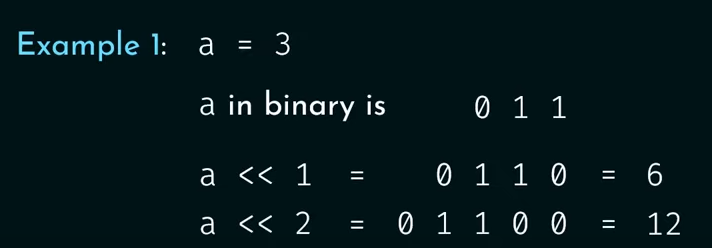 Example 1: a = 3
a in binary is 0 1 1
a << 1 = 0 1 1 0 = 6
a << 2 = 0 1 1 0 0 = 12